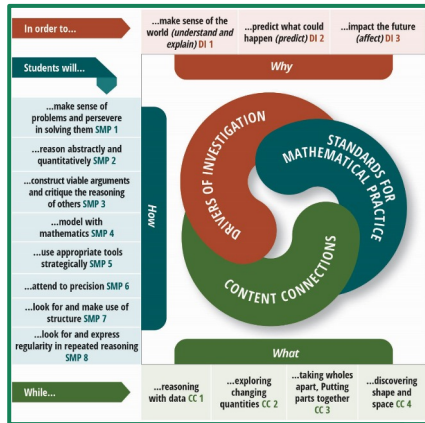 In order to...
...make sense of the
world (understand and
explain) DI 1
...predict what could
happen (predict) DI 2
...impact the future
(affect) DI 3
Students will...
Why
...make sense of
problems and persevere
in solving them SMP 1
...reason abstractly and
quantitatively SMP 2
...construct viable arguments
and critique the reasoning
of others SMP 3
...model with
mathematics SMP 4
...use appropriate tools
strategically SMP 5
...attend to precision SMP 6
...look for and make use of
structure SMP 7
...look for and express
regularity in repeated reasoning
SMP 8
How
DRIVERS OF INVESTIGATION
STANDARDS FOR
MATHEMATICAL PRACTICE
CONTENT CONNECTIONS
What
While...
...reasoning
with data CC 1
...exploring
changing
quantities CC 2
...taking wholes
apart, Putting
parts together
CC 3
...discovering
shape and
space CC 4